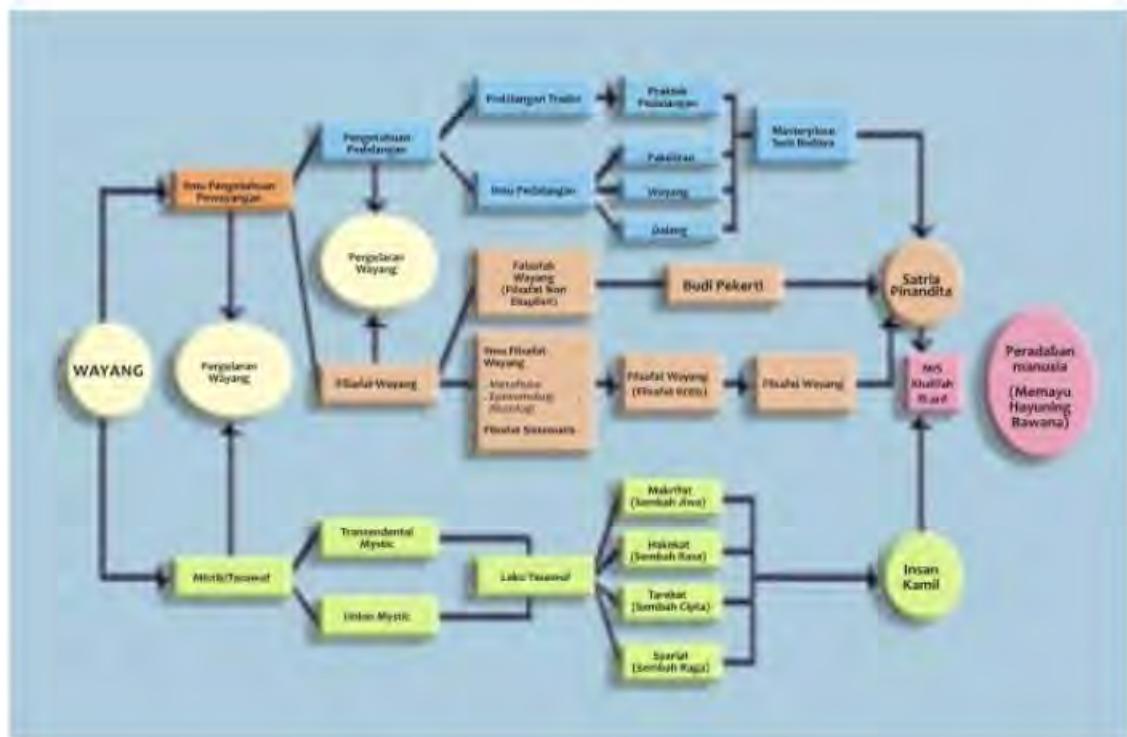 Pedalangan Tradisi
Praktek
Pedalangan
Pengetahuan
Pedalangan
Masterpiece
Seni Budaya
Ilmu Pengetahuan
Pewayangan
Ilmu Pedalangan
Pakeliran
Wayang
Dalang
Pergelaran
Wayang
Falsafah
Wayang
(Filsafat Non
Budi Pekerti
Satria
Pinandita
WAYANG
Pergelaran
Wayang
Filsafat Wayang
Ilmu Filsafat
Wayang
- Metafisika
- Epistemologi
- Aksiologi
Filsafat Sistematik
Filsafat Wayang
(Filsafat Kritis)
Filsafat Wayang
Khalifah
Peradaban
manusia
(Memayu
Hayuning
Bawana)
Mistik/Tasawuf
Transendental
Mystic
Union Mystic
Laku Tasawuf
Makrifat
(Sembah Jiwa)
Hakekat
(Sembah Rasa)
Tarekat
(Sembah Cipta)
Syariat
(Sembah Raga)
Insan
Kamil